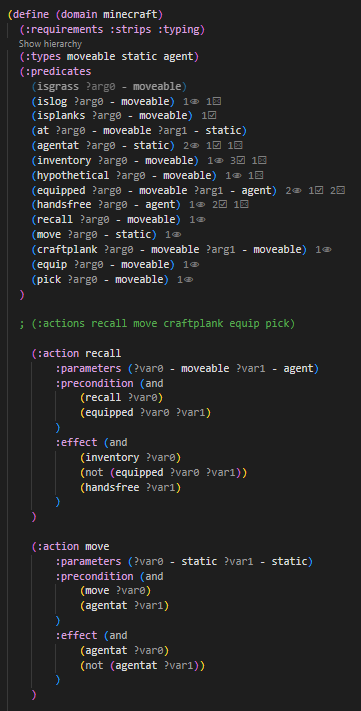 (define (domain minecraft)
(:requirements :strips :typing)
Show hierarchy
(:types moveable static agent)
(:predicates
(isgrass ?arg0 - moveable)
(islog ?arg0 - moveable) 1👁 1⚄
(isplanks ?arg0 - moveable) 1☑
(at ?arg0 - moveable ?arg1 - static)
(agentat ?arg0 - static) 2👁 1☑ 1⚄
(inventory ?arg0 - moveable) 1👁 3☑ 1⚄
(hypothetical ?arg0 - moveable) 1👁 1⚄
(equipped ?arg0 - moveable ?arg1 - agent) 2👁 1☑ 2⚄
(handsfree ?arg0 - agent) 1👁 2☑ 1⚄
(recall ?arg0 - moveable) 1👁
(move ?arg0 - static) 1👁
(craftplank ?arg0 - moveable ?arg1 - moveable) 1👁
(equip ?arg0 - moveable) 1👁
(pick ?arg0 - moveable) 1👁
)
; (:actions recall move craftplank equip pick)
(:action recall
:parameters (?var0 - moveable ?var1 - agent)
:precondition (and
(recall ?var0)
(equipped ?var0 ?var1)
)
:effect (and
(inventory ?var0)
(not (equipped ?var0 ?var1))
(handsfree ?var1)
)
)
(:action move
:parameters (?var0 - static ?var1 - static)
:precondition (and
(move ?var0)
(agentat ?var1)
)
:effect (and
(agentat ?var0)
(not (agentat ?var1))
)
)